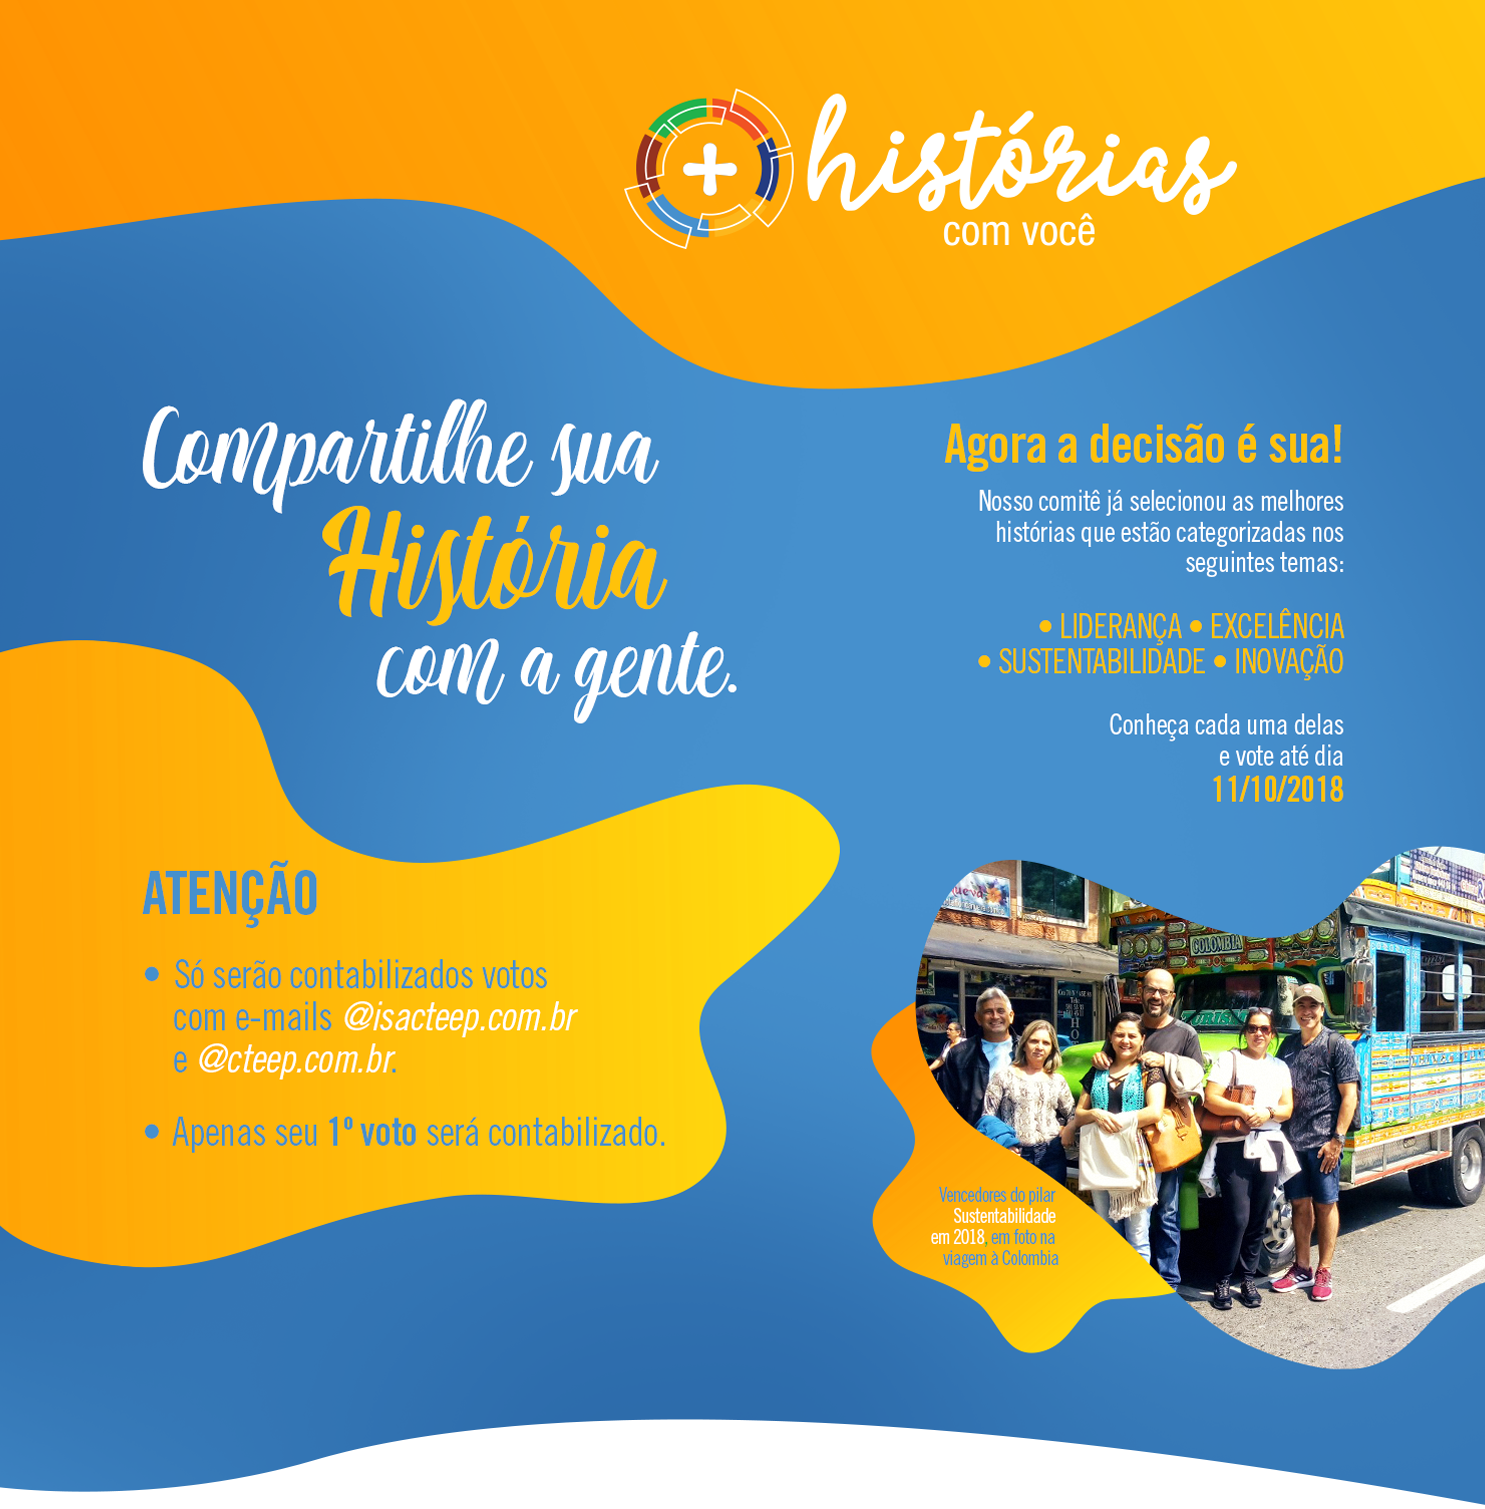 + histórias
com você
Compartilhe sua
História
com a gente.
Agora a decisão é sua!
Nosso comitê já selecionou as melhores
histórias que estão categorizadas nos
seguintes temas:
• LIDERANÇA • EXCELÊNCIA
• SUSTENTABILIDADE • INOVAÇÃO
Conheça cada uma delas
e vote até dia
11/10/2018
ATENÇÃO
• Só serão contabilizados votos
com e-mails @isacteep.com.br
e @cteep.com.br.
• Apenas seu 1º voto será contabilizado.
COLOMBIA
TURISMO
Vencedores do pilar
Sustentabilidade
em 2018, em foto na
viagem à Colombia